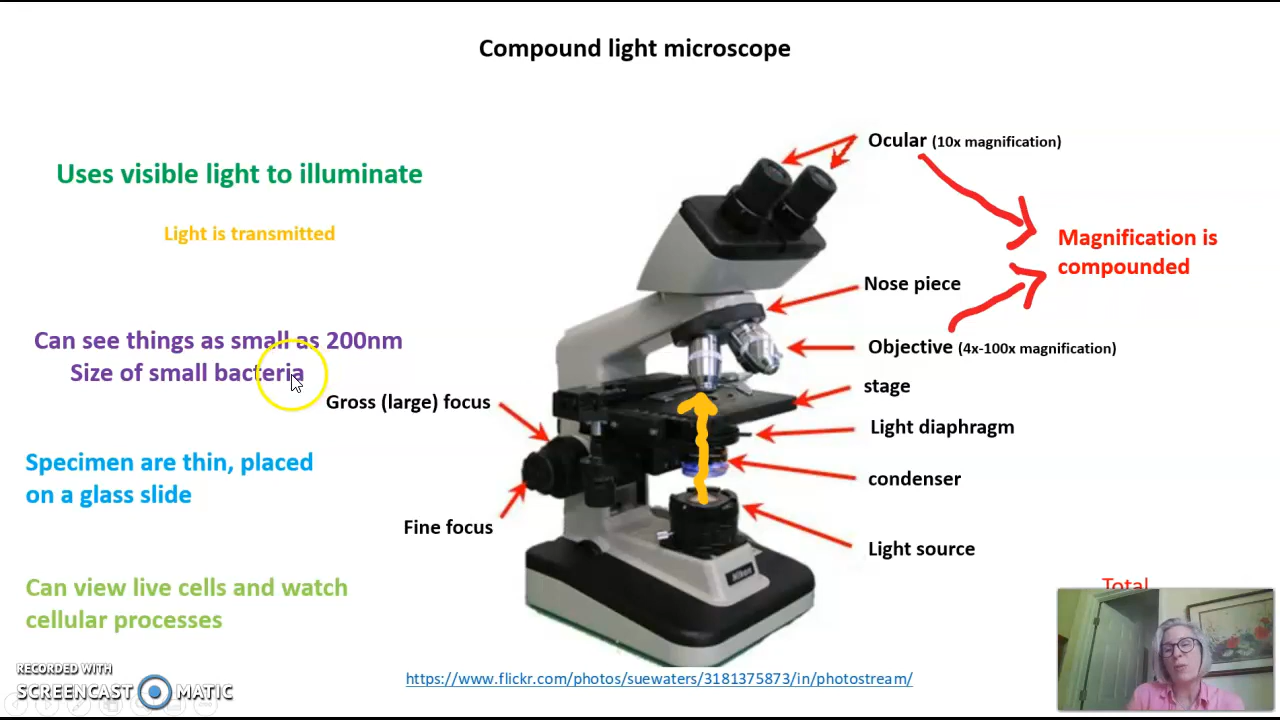 Compound light microscope
Uses visible light to illuminate
Light is transmitted
Can see things as small as 200nm
Size of small bacteria
Specimen are thin, placed
on a glass slide
Can view live cells and watch
cellular processes
Gross (large) focus
Fine focus
Ocular (10x magnification)
Magnification is
compounded
Nose piece
Objective (4x-100x magnification)
stage
Light diaphragm
condenser
Light source
Nikon
Total
https://www.flickr.com/photos/suewaters/3181375873/in/photostream/
RECORDED WITH
SCREENCAST MATIC